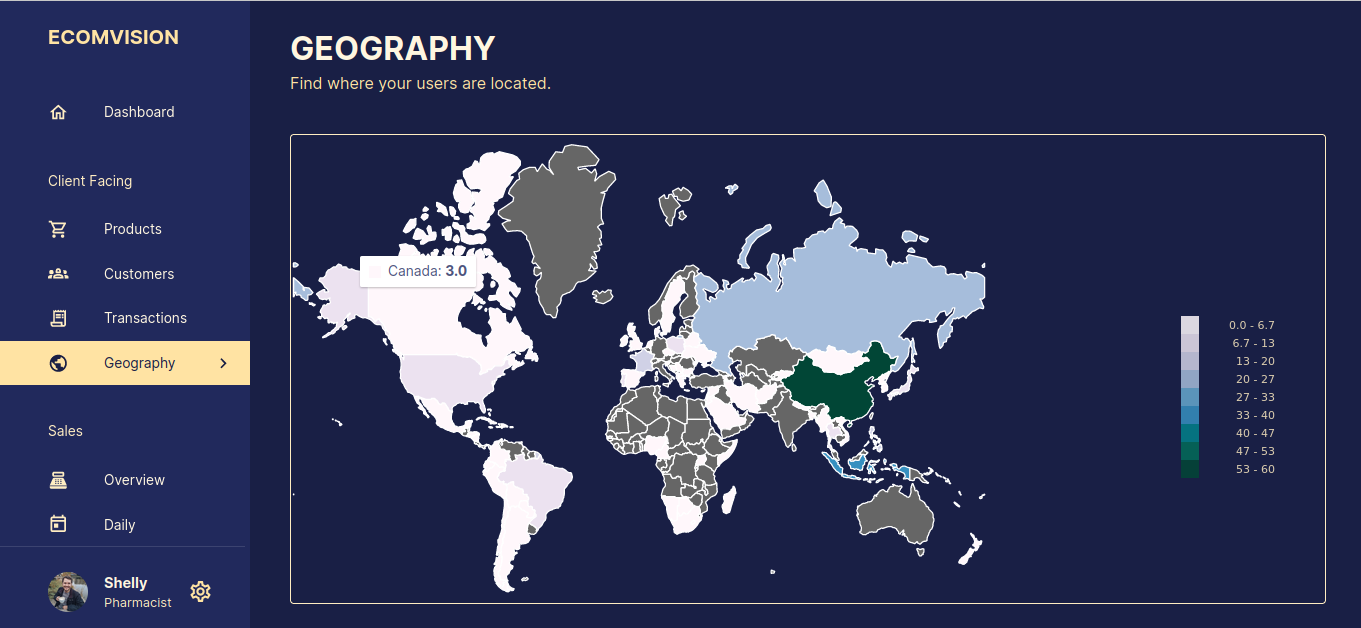 ECOMVISION
Dashboard
Client Facing
Products
Customers
Transactions
Geography
Sales
Overview
Daily
Shelly
Pharmacist
GEOGRAPHY
Find where your users are located.
Canada: 3.0
0.0 - 6.7
6.7 - 13
13 - 20
20 - 27
27 - 33
33 - 40
40 - 47
47 - 53
53 - 60